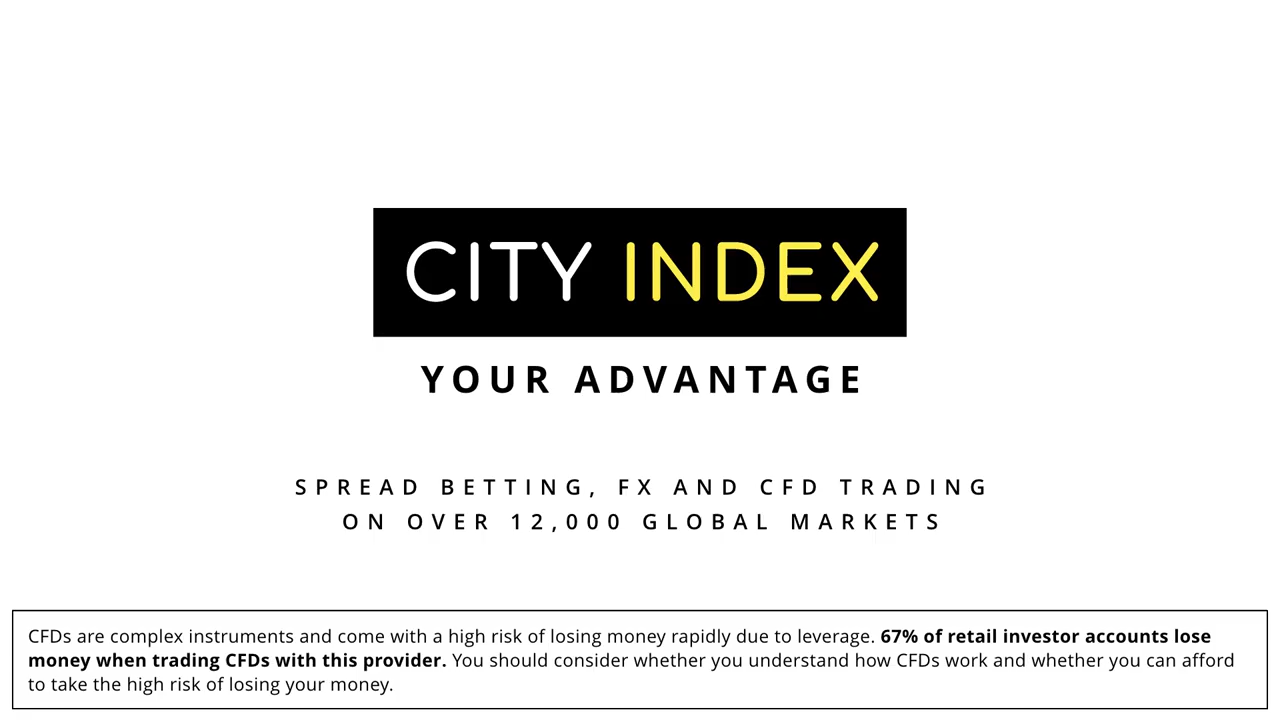 CITY INDEX
YOUR ADVANTAGE
SPREAD BETTING, FX AND CFD TRADING
ON OVER 12,000 GLOBAL MARKETS
CFDs are complex instruments and come with a high risk of losing money rapidly due to leverage. 67% of retail investor accounts lose
money when trading CFDs with this provider. You should consider whether you understand how CFDs work and whether you can afford
to take the high risk of losing your money.